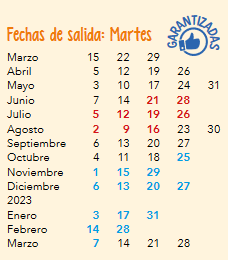 Fechas de salida: Martes
GARANTIZADAS
Marzo 15 22 29
Abril 5 12 19 26
Mayo 3 10 17 24 31
Junio 7 14 21 28
Julio 5 12 19 26
Agosto 2 9 16 23 30
Septiembre 6 13 20 27
Octubre 4 11 18 25
Noviembre 1 15 29
Diciembre 6 13 20 27
2023
Enero 3 17 31
Febrero 14 28
Marzo 7 14 21 28